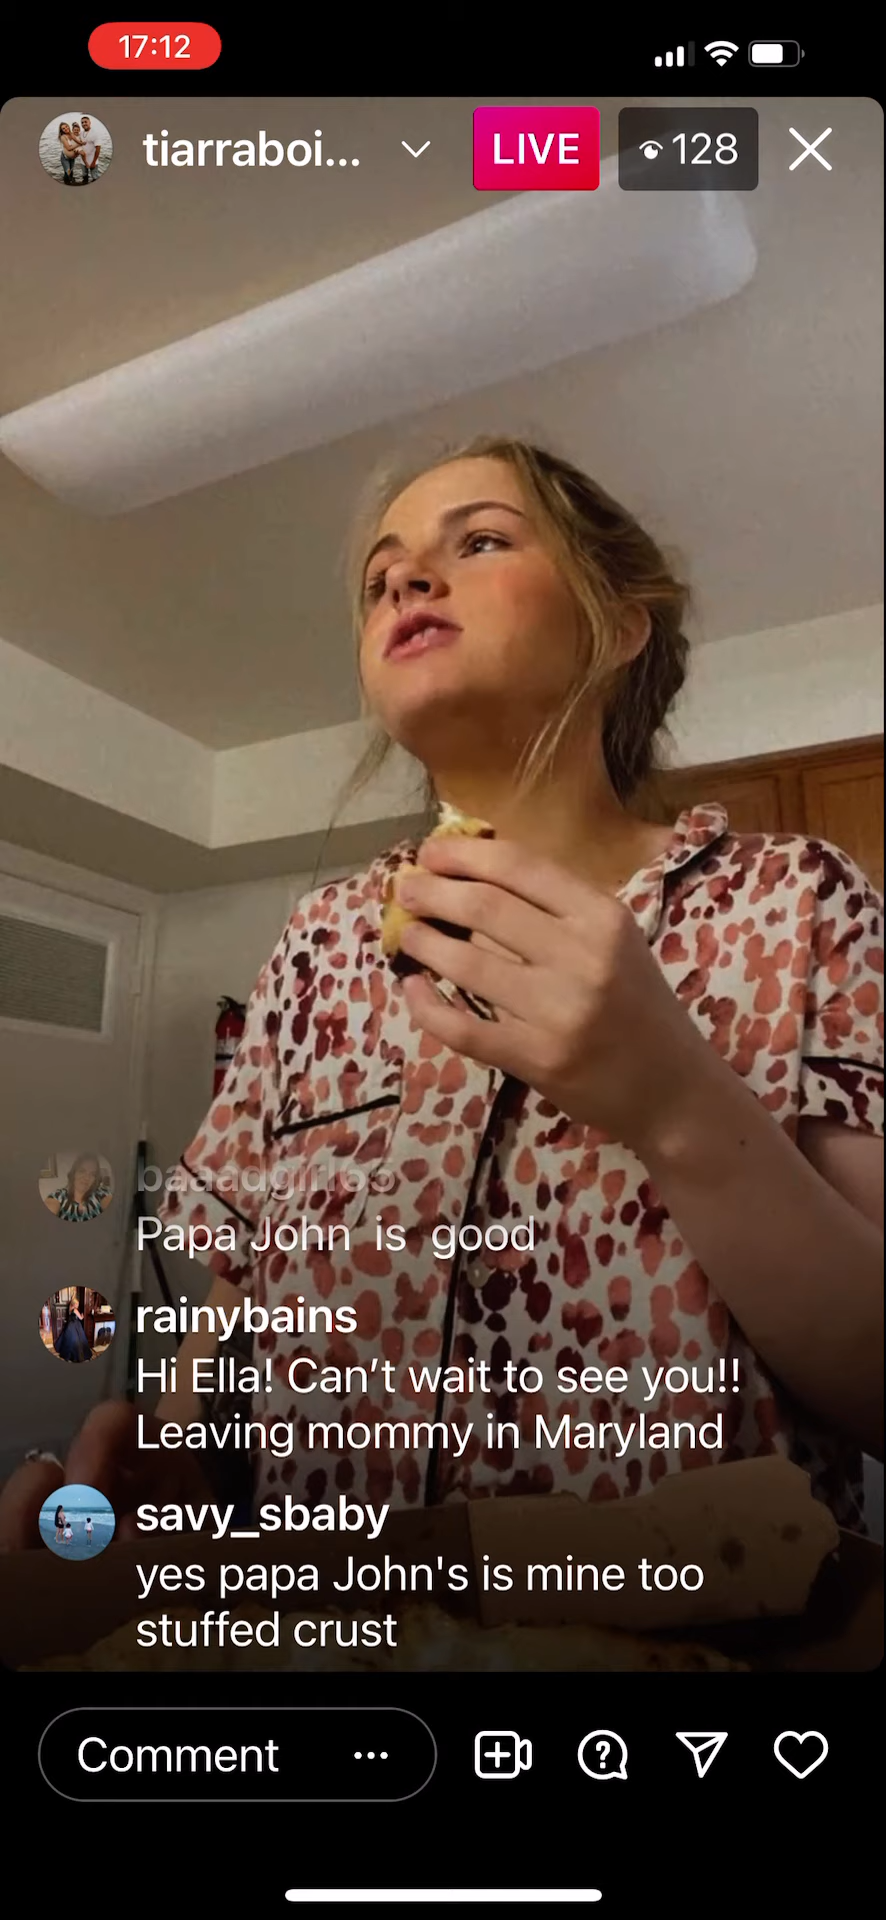 17:12
tiarraboi...
LIVE
128
baaadgirl65
Papa John is good
rainybains
Hi Ella! Can't wait to see you!!
Leaving mommy in Maryland
savy_sbaby
yes papa John's is mine too
stuffed crust
Comment